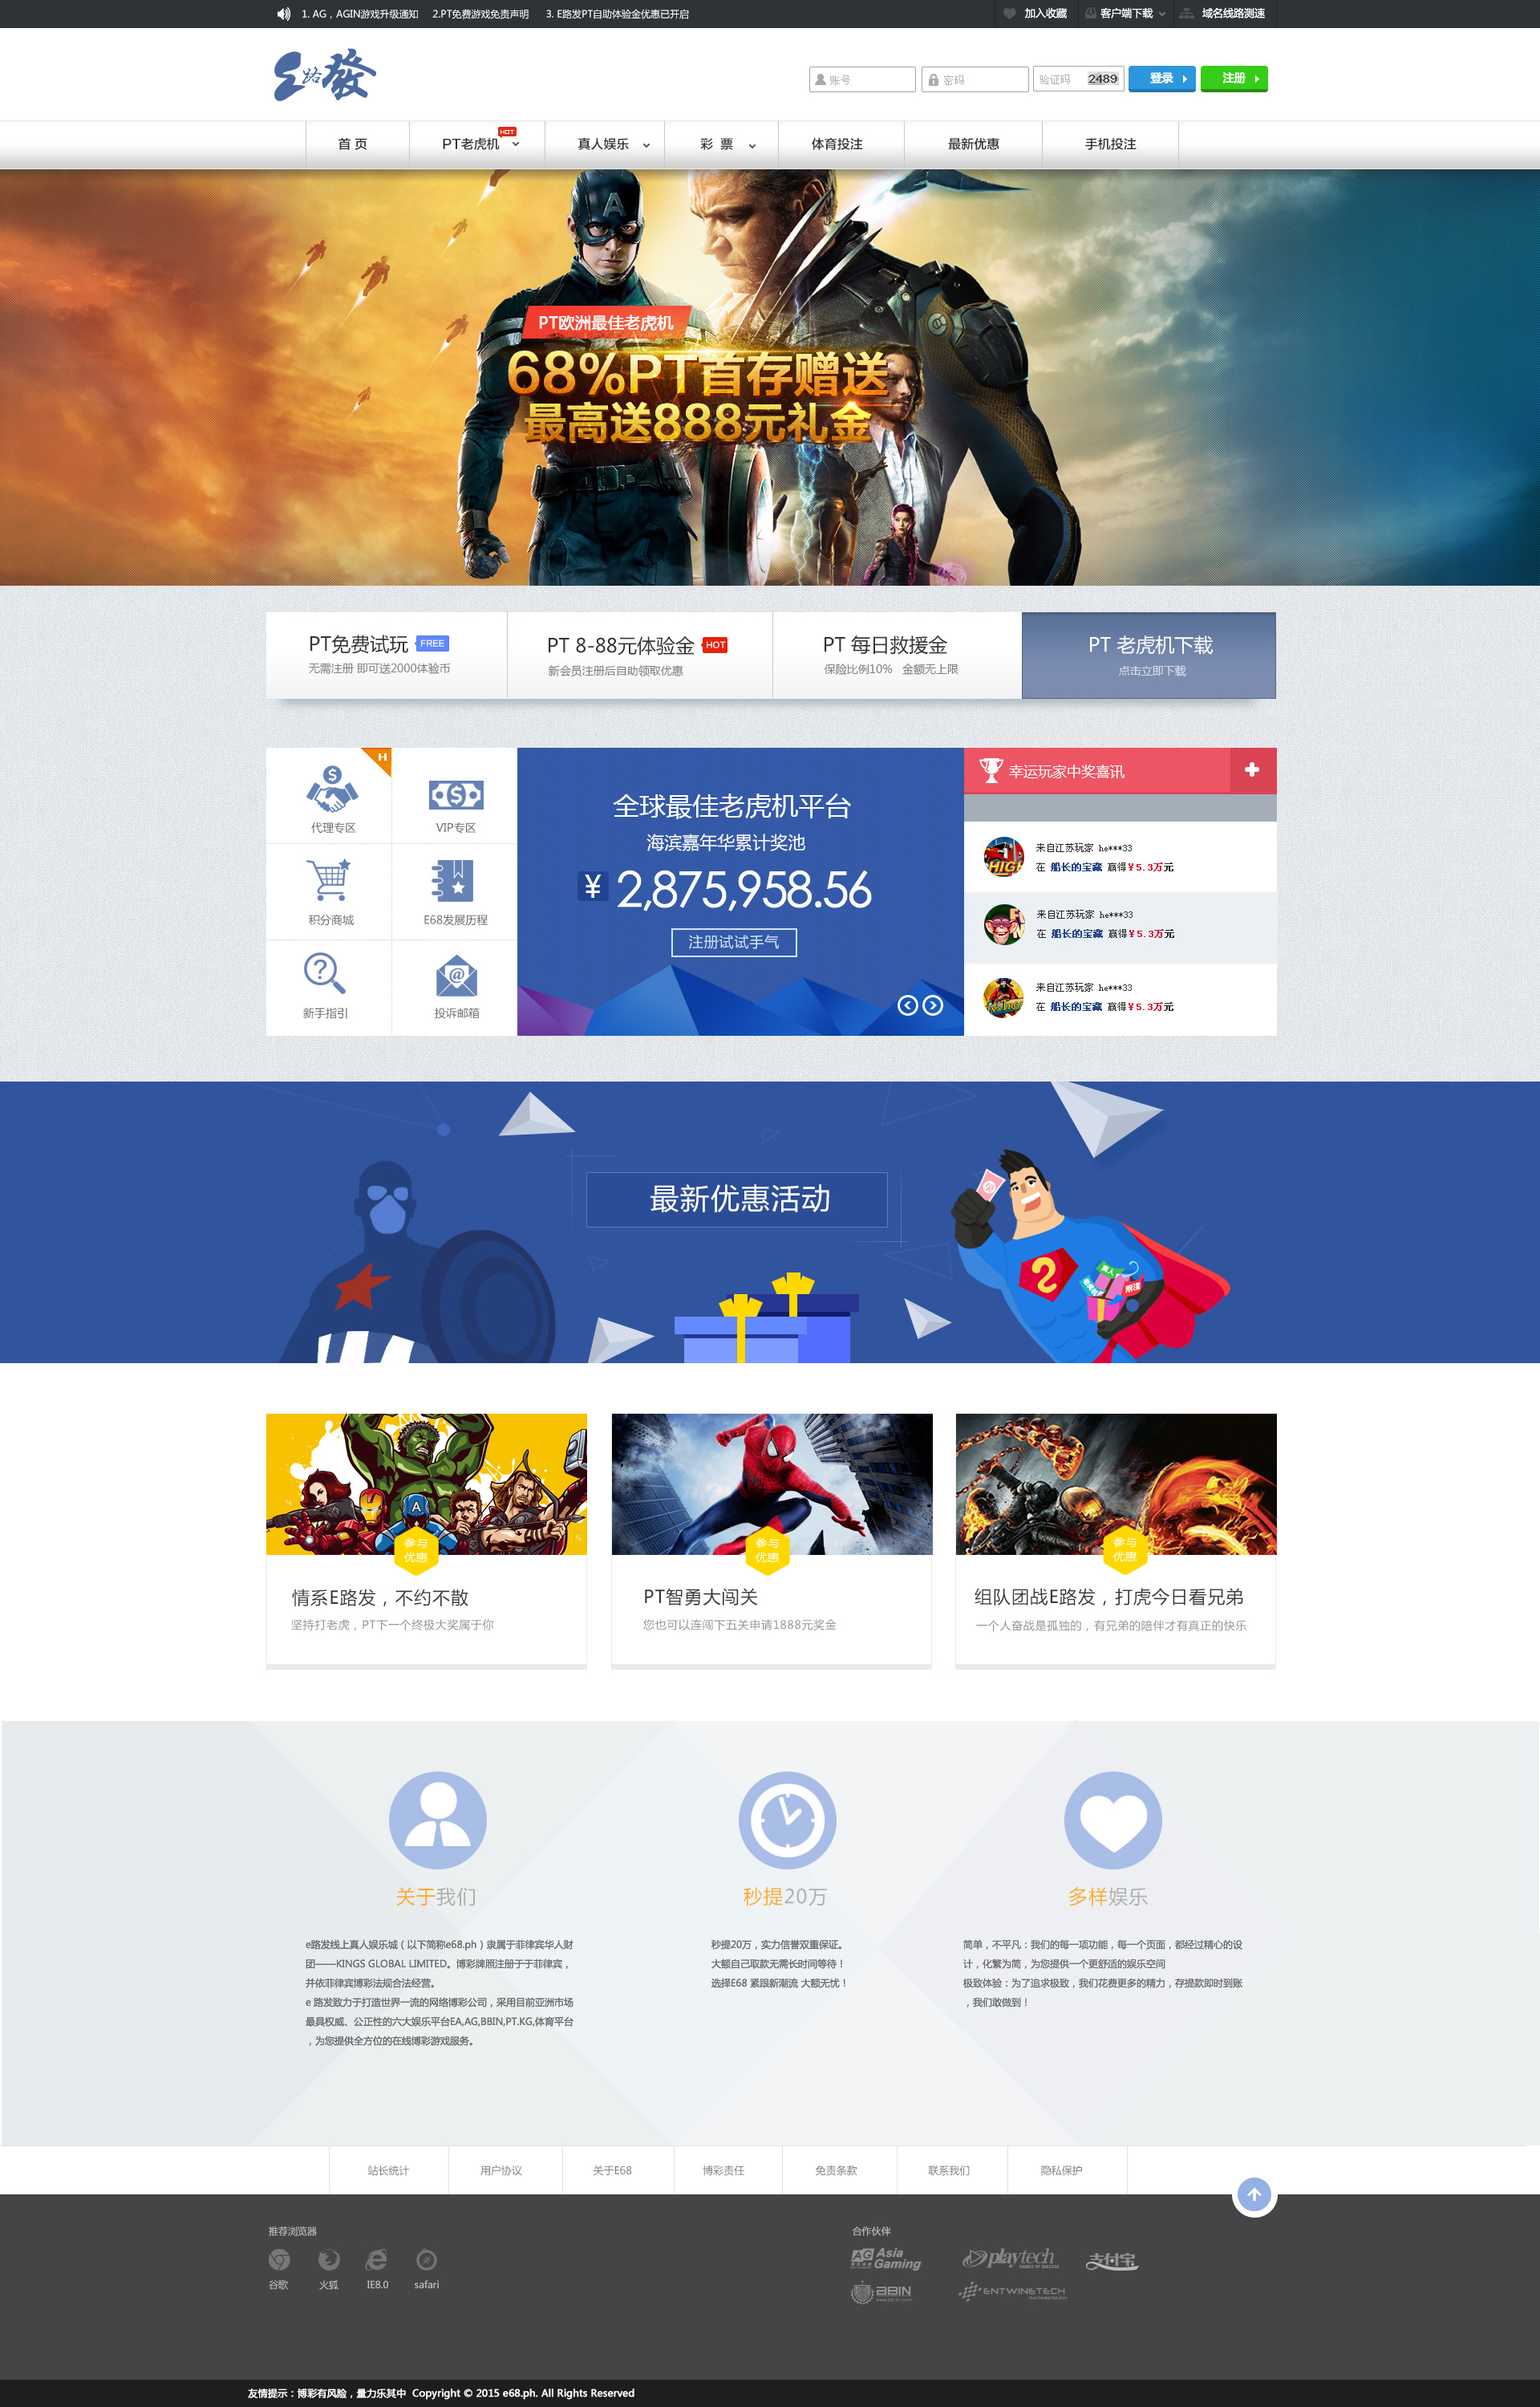 1. AG，AGIN游戏升级通知 2.PT免费游戏免责声明 3. E路发PT自助体验金优惠已开启 加入收藏 客户端下载 域名线路测速
E路發
账号 密码 验证码 2489 登录 注册
首 页 PT老虎机 HOT 真人娱乐 彩 票 体育投注 最新优惠 手机投注
PT欧洲最佳老虎机
68%PT首存赠送
最高送888元礼金
PT免费试玩 FREE
无需注册 即可送2000体验币
PT 8-88元体验金 HOT
新会员注册后自助领取优惠
PT 每日救援金
保险比例10% 金额无上限
PT 老虎机下载
点击立即下载
H
代理专区 VIP专区
积分商城 E68发展历程
新手指引 投诉邮箱
全球最佳老虎机平台
海滨嘉年华累计奖池
¥ 2,875,958.56
注册试试手气
幸运玩家中奖喜讯
来自江苏玩家 he***33
在 船长的宝藏 赢得¥5.3万元
来自江苏玩家 he***33
在 船长的宝藏 赢得¥5.3万元
来自江苏玩家 he***33
在 船长的宝藏 赢得¥5.3万元
最新优惠活动
参与
优惠
情系E路发，不约不散
坚持打老虎，PT下一个终极大奖属于你
参与
优惠
PT智勇大闯关
您也可以连闯下五关申请1888元奖金
参与
优惠
组队团战E路发，打虎今日看兄弟
一个人奋战是孤独的，有兄弟的陪伴才有真正的快乐
关于我们
e路发线上真人娱乐城（以下简称e68.ph）隶属于菲律宾华人财
团——KINGS GLOBAL LIMITED。博彩牌照注册于于菲律宾，
并依菲律宾博彩法规合法经营。
e 路发致力于打造世界一流的网络博彩公司，采用目前亚洲市场
最具权威、公正性的六大娱乐平台EA,AG,BBIN,PT.KG,体育平台
，为您提供全方位的在线博彩游戏服务。
秒提20万
秒提20万，实力信誉双重保证。
大额自己取款无需长时间等待！
选择E68 紧跟新潮流 大额无忧！
多样娱乐
简单，不平凡：我们的每一项功能，每一个页面，都经过精心的设
计，化繁为简，为您提供一个更舒适的娱乐空间
极致体验：为了追求极致，我们花费更多的精力，存提款即时到账
，我们敢做到！
站长统计 用户协议 关于E68 博彩责任 免责条款 联系我们 隐私保护
推荐浏览器
谷歌 火狐 IE8.0 safari
合作伙伴
AG Asia Gaming playtech 支付宝
BBIN ENTWINETECH
友情提示：博彩有风险，量力乐其中 Copyright © 2015 e68.ph. All Rights Reserved